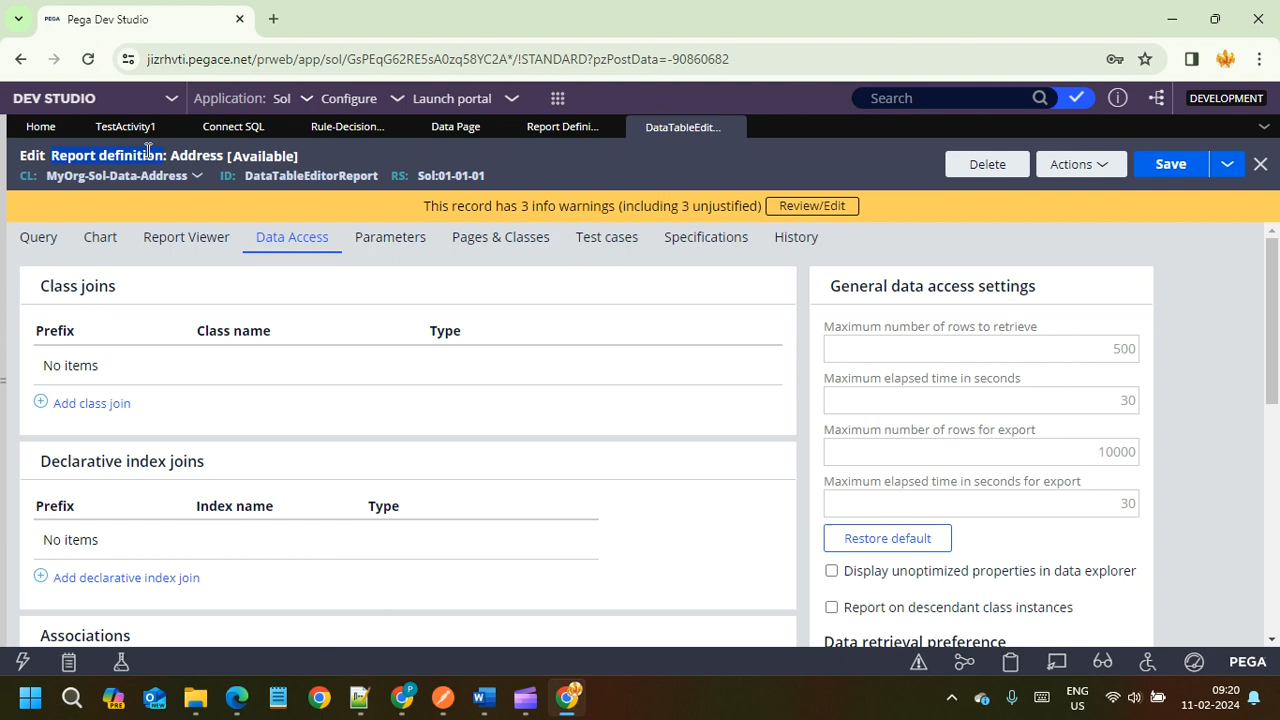 PEGA Pega Dev Studio
jizrhvti.pegace.net/prweb/app/sol/GsPEqG62RE5sA0zq58YC2A*/!STANDARD?pzPostData=-90860682
DEV STUDIO Application: Sol Configure Launch portal Search DEVELOPMENT
Home TestActivity1 Connect SQL Rule-Decision... Data Page Report Defini... DataTableEdit...
Edit Report definition: Address [Available]
CL: MyOrg-Sol-Data-Address ID: DataTableEditorReport RS: Sol:01-01-01
Delete Actions Save
This record has 3 info warnings (including 3 unjustified) Review/Edit
Query Chart Report Viewer Data Access Parameters Pages & Classes Test cases Specifications History
Class joins
Prefix Class name Type
No items
Add class join
Declarative index joins
Prefix Index name Type
No items
Add declarative index join
Associations
General data access settings
Maximum number of rows to retrieve
500
Maximum elapsed time in seconds
30
Maximum number of rows for export
10000
Maximum elapsed time in seconds for export
30
Restore default
Display unoptimized properties in data explorer
Report on descendant class instances
Data retrieval preference
PEGA
PRE
ENG
US
09:20
11-02-2024